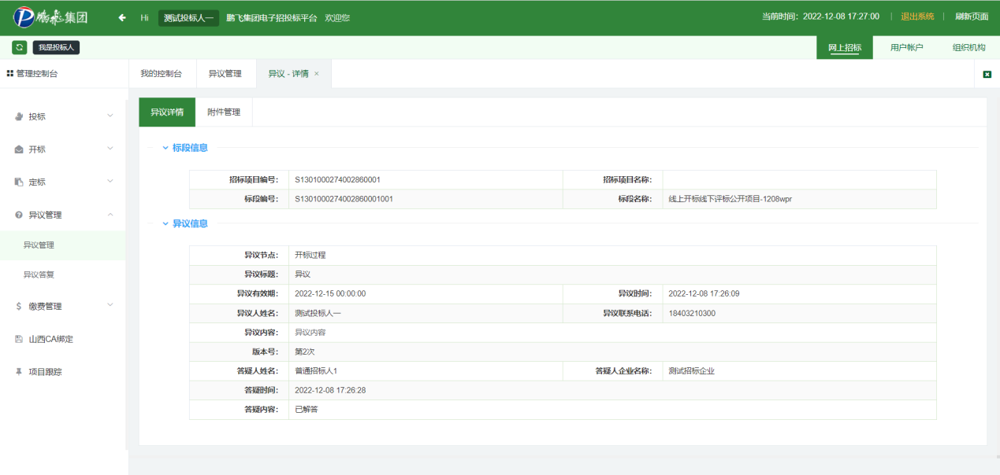 鹏飞集团 Hi 测试投标人一 鹏飞集团电子招投标平台 欢迎您 当前时间：2022-12-08 17:27:00 退出系统 刷新页面
我是投标人 网上招标 用户帐户 组织机构
管理控制台 我的控制台 异议管理 异议 - 详情 ×
投标
开标
定标
异议管理
异议管理
异议答复
缴费管理
山西CA绑定
项目跟踪
异议详情 附件管理
标段信息
招标项目编号： S1301000274002860001 招标项目名称：
标段编号： S1301000274002860001001 标段名称： 线上开标线下评标公开项目-1208wpr
异议信息
异议节点： 开标过程
异议标题： 异议
异议有效期： 2022-12-15 00:00:00 异议时间： 2022-12-08 17:26:09
异议人姓名： 测试投标人一 异议联系电话： 18403210300
异议内容： 异议内容
版本号： 第2次
答疑人姓名： 普通招标人1 答疑人企业名称： 测试招标企业
答疑时间： 2022-12-08 17:26:28
答疑内容： 已解答